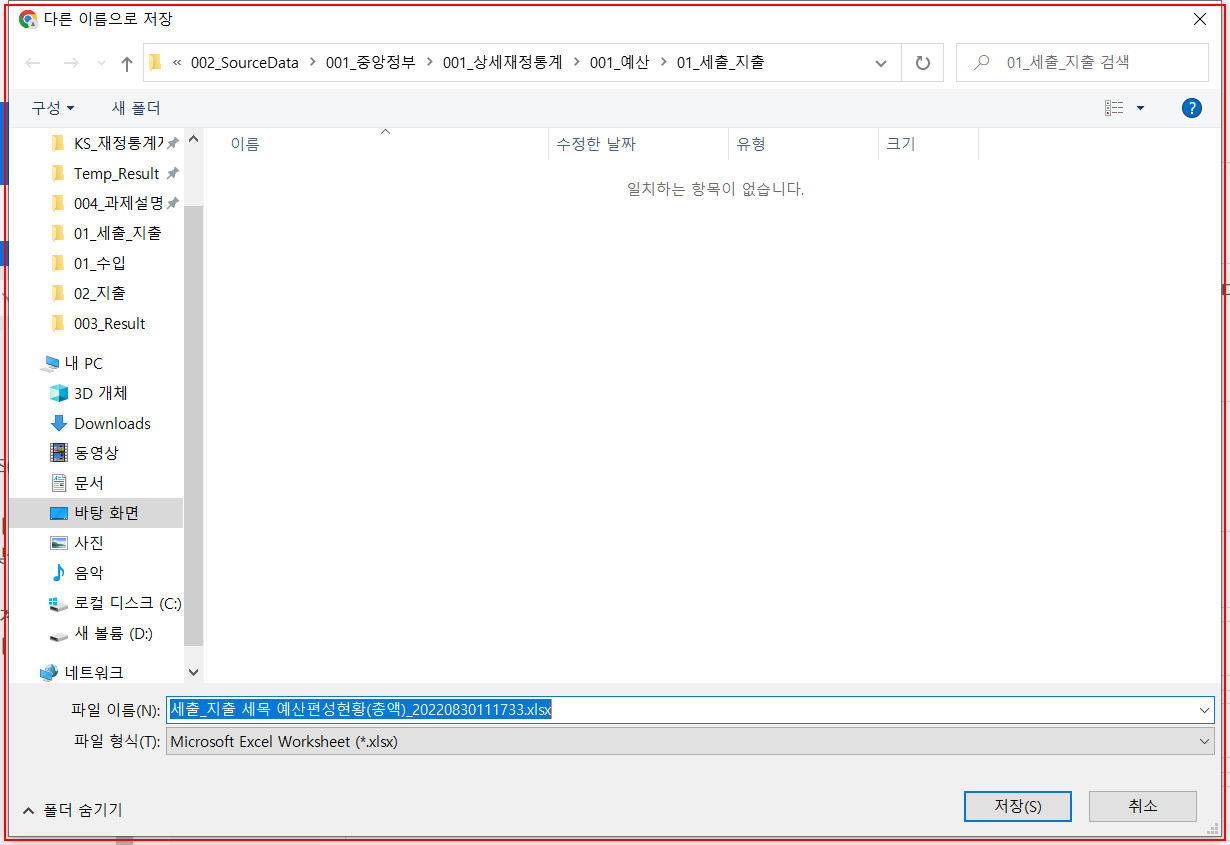 다른 이름으로 저장
« 002_SourceData > 001_중앙정부 > 001_상세재정통계 > 001_예산 > 01_세출_지출
01_세출_지출 검색
구성 새 폴더
이름 수정한 날짜 유형 크기
일치하는 항목이 없습니다.
KS_재정통계
Temp_Result
004_과제설명
01_세출_지출
01_수입
02_지출
003_Result
내 PC
3D 개체
Downloads
동영상
문서
바탕 화면
사진
음악
로컬 디스크 (C:)
새 볼륨 (D:)
네트워크
파일 이름(N): 세출_지출 세목 예산편성현황(총액)_20220830111733.xlsx
파일 형식(T): Microsoft Excel Worksheet (*.xlsx)
폴더 숨기기 저장(S) 취소